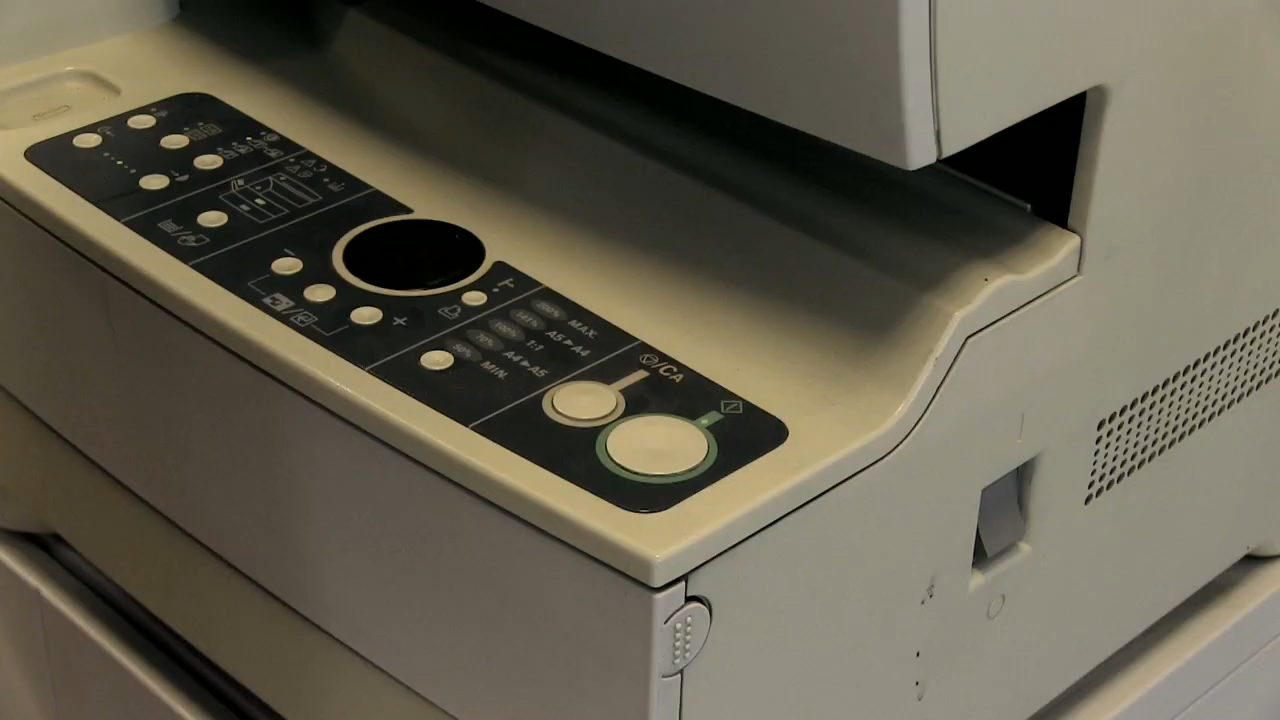 200% MAX.
141% A5▶A4
100% 1:1
70% A4▶A5
50% MIN.
/CA